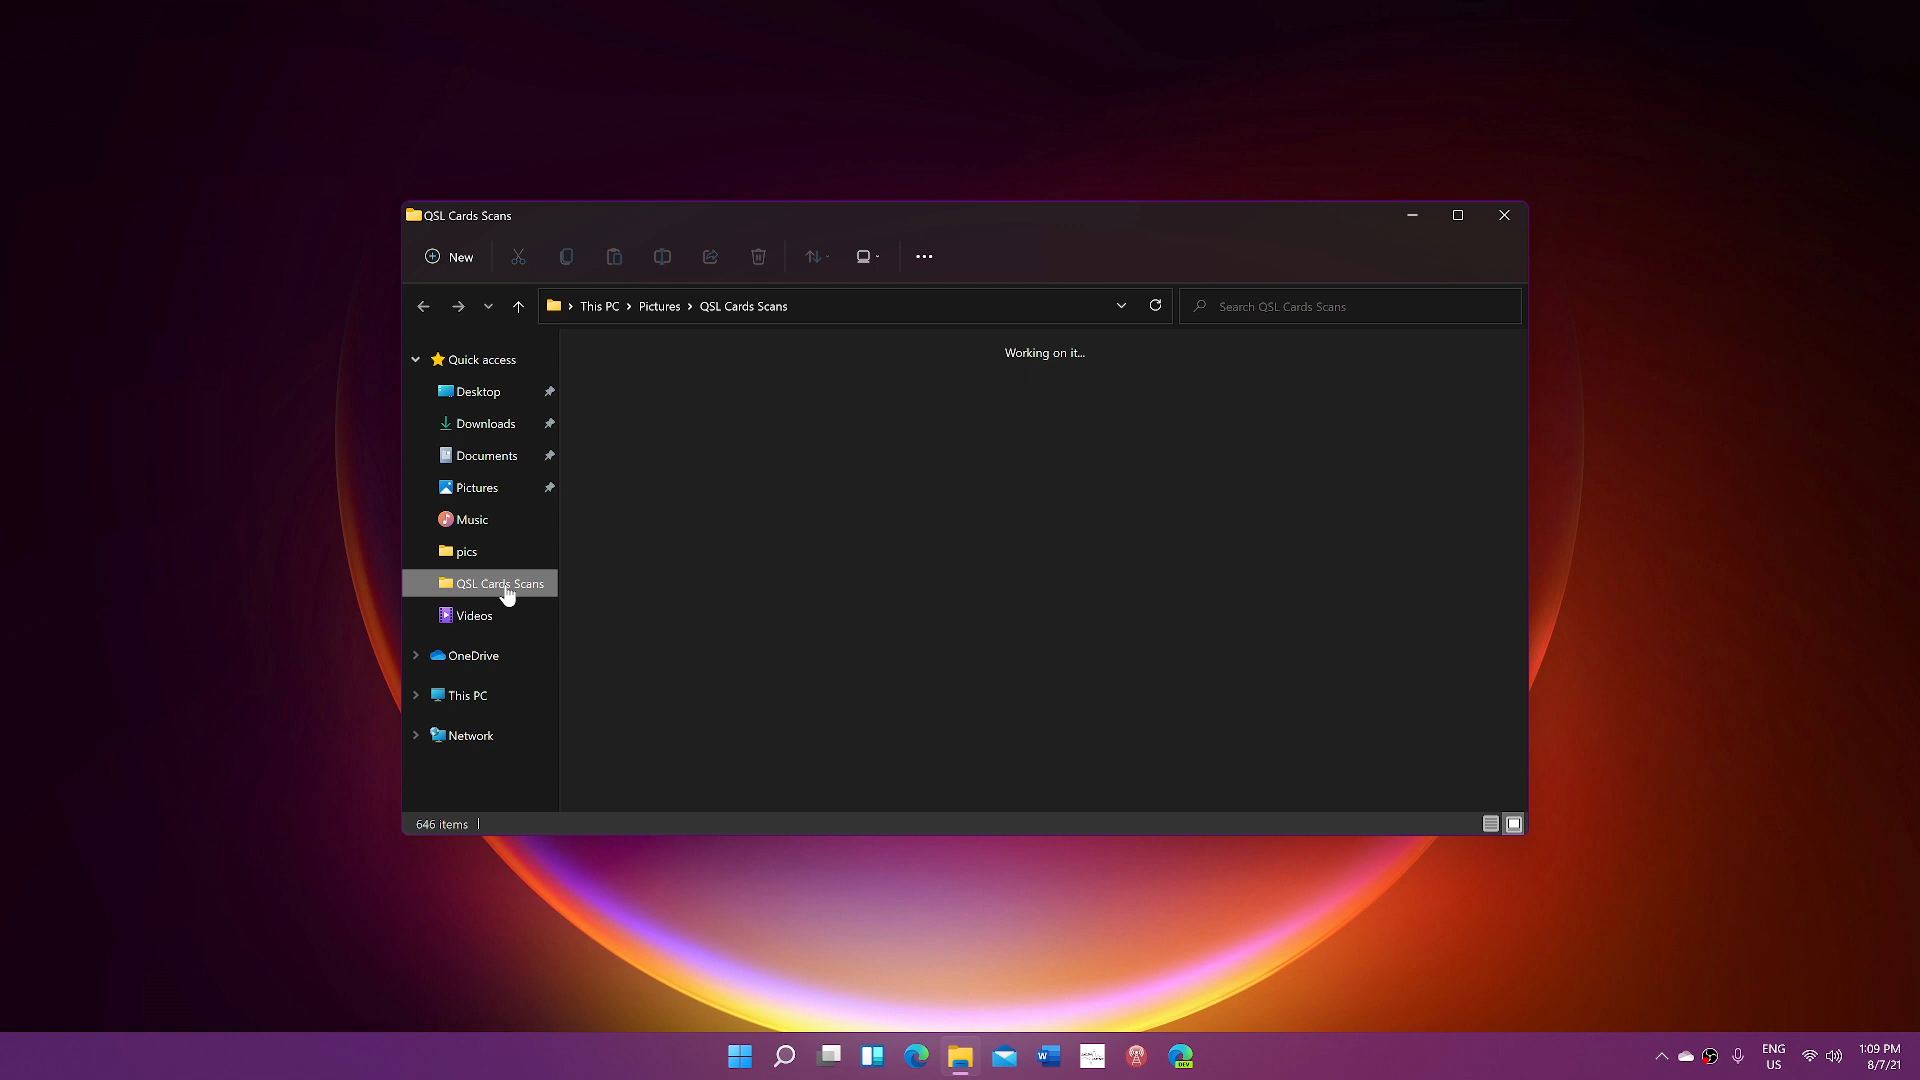 QSL Cards Scans
New
This PC
Pictures
QSL Cards Scans
Search QSL Cards Scans
Working on it...
Quick access
Desktop
Downloads
Documents
Pictures
Music
pics
QSL Cards Scans
Videos
OneDrive
This PC
Network
646 items
W
DEV
ENG
US
1:09 PM
8/7/21